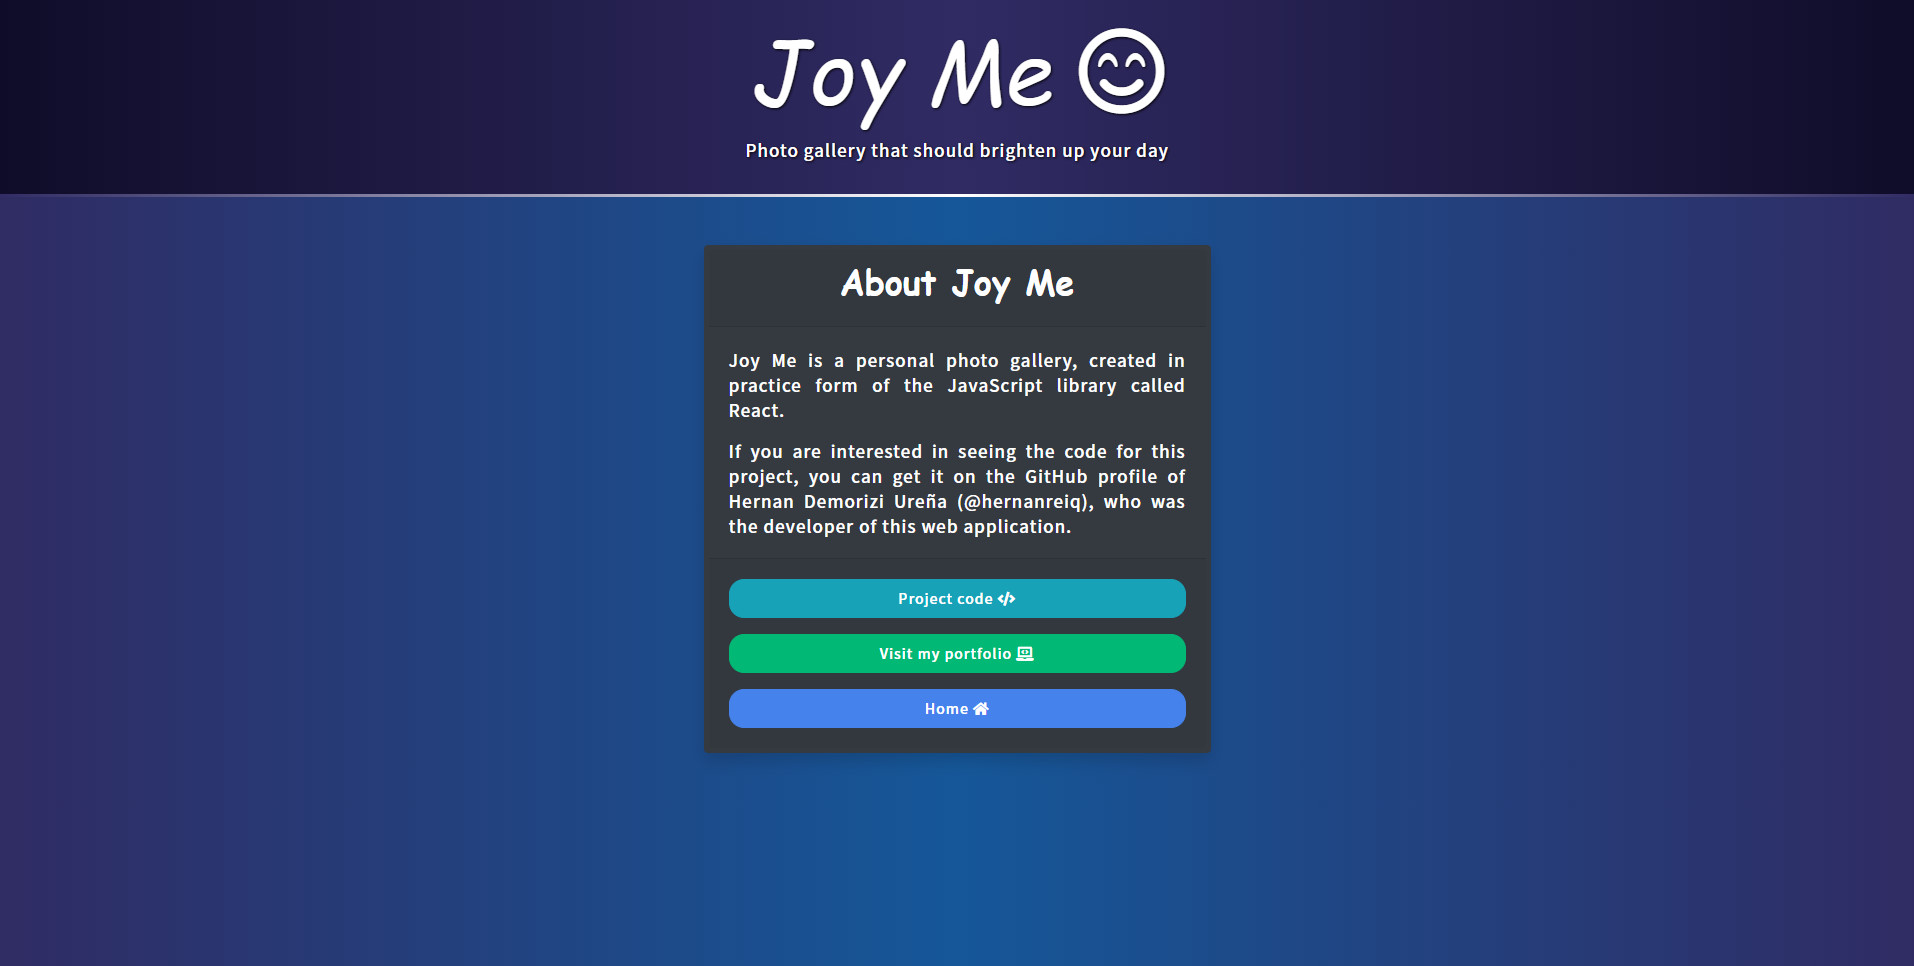 Joy Me
Photo gallery that should brighten up your day
About Joy Me
Joy Me is a personal photo gallery, created in
practice form of the JavaScript library called
React.
If you are interested in seeing the code for this
project, you can get it on the GitHub profile of
Hernan Demorizi Ureña (@hernanreiq), who was
the developer of this web application.
Project code
Visit my portfolio
Home